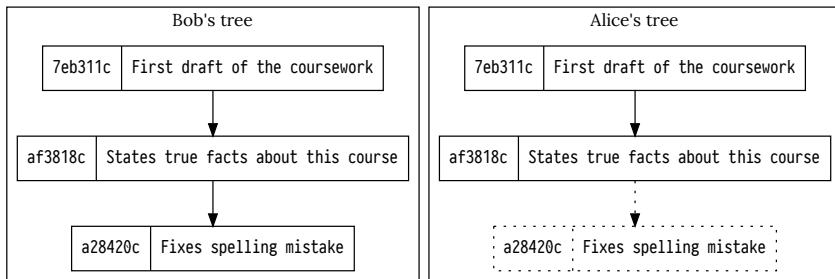 Bob's tree
7eb311c First draft of the coursework
af3818c States true facts about this course
a28420c Fixes spelling mistake
Alice's tree
7eb311c First draft of the coursework
af3818c States true facts about this course
a28420c Fixes spelling mistake